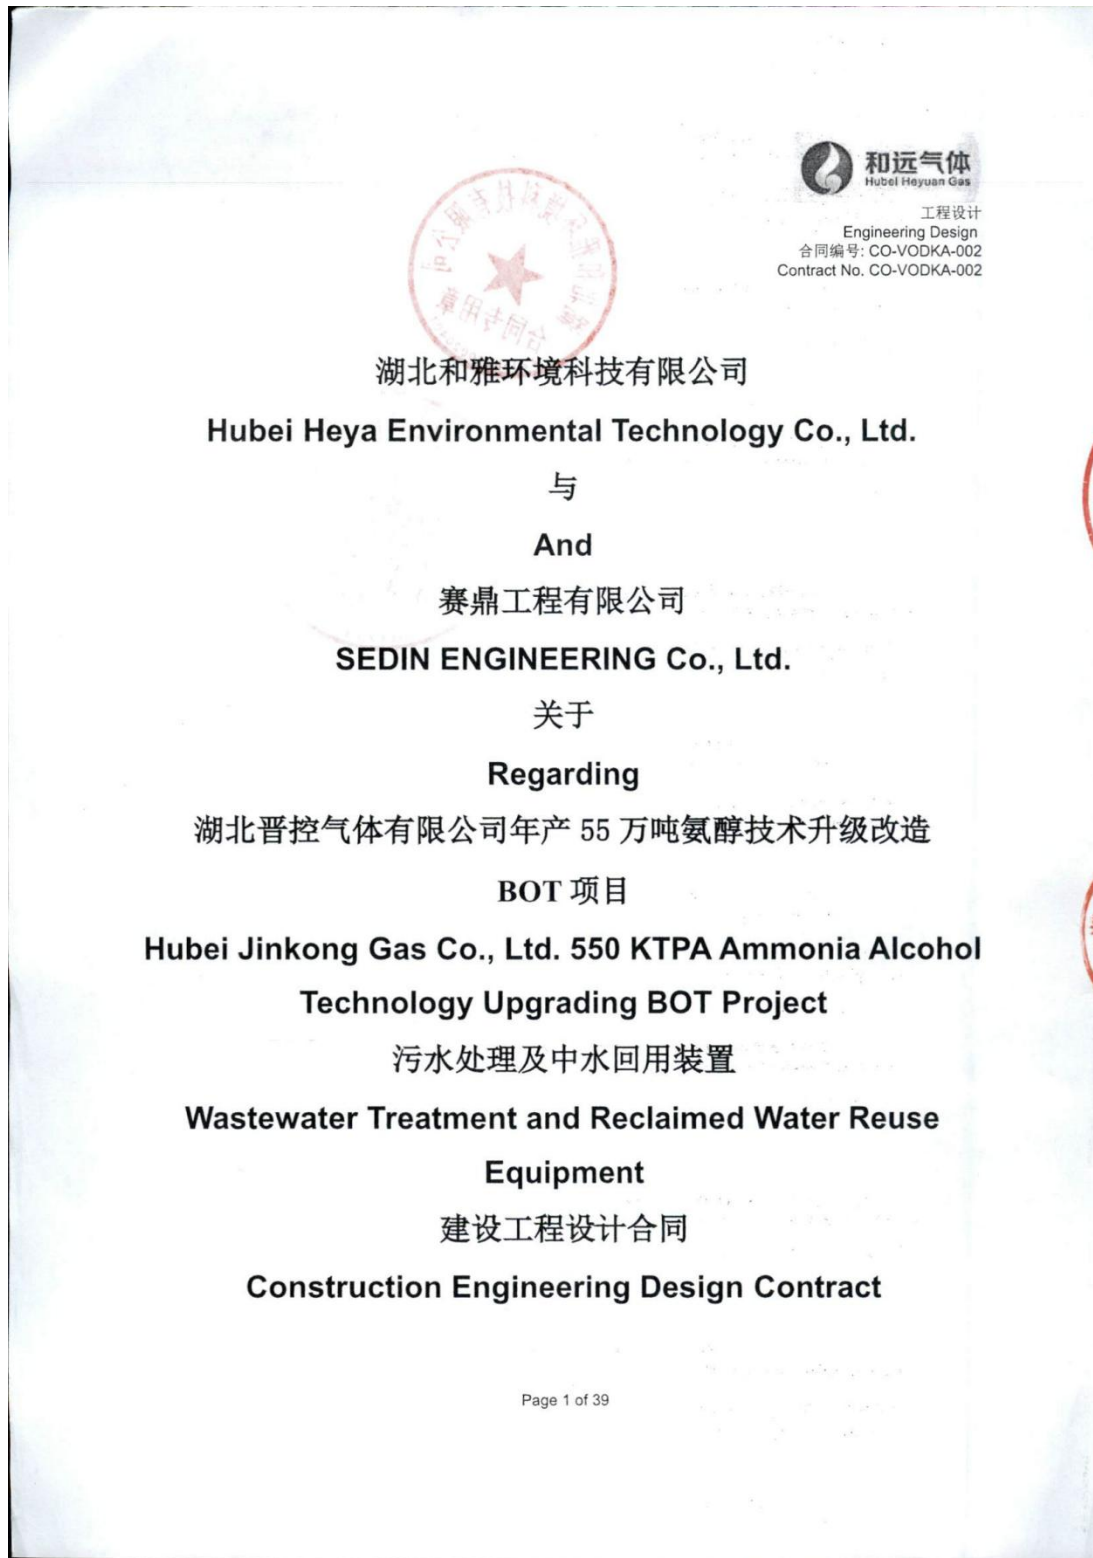 和远气体
Hubei Heyuan Gas
工程设计
Engineering Design
合同编号: CO-VODKA-002
Contract No. CO-VODKA-002
合同专用章
湖北和雅环境科技有限公司
Hubei Heya Environmental Technology Co., Ltd.
与
And
赛鼎工程有限公司
SEDIN ENGINEERING Co., Ltd.
关于
Regarding
湖北晋控气体有限公司年产 55 万吨氨醇技术升级改造
BOT 项目
Hubei Jinkong Gas Co., Ltd. 550 KTPA Ammonia Alcohol
Technology Upgrading BOT Project
污水处理及中水回用装置
Wastewater Treatment and Reclaimed Water Reuse
Equipment
建设工程设计合同
Construction Engineering Design Contract
Page 1 of 39